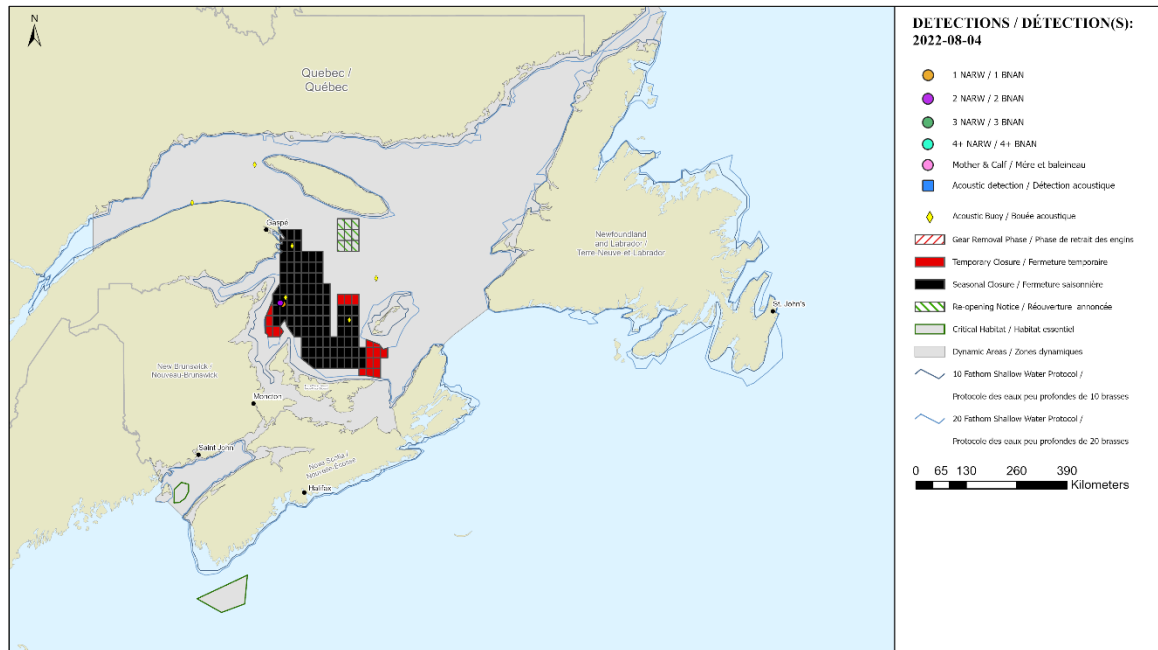 N
Quebec /
Québec
Gaspé
Newfoundland
and Labrador /
Terre-Neuve-et-Labrador
St. John's
New Brunswick /
Nouveau-Brunswick
Moncton
Saint John
Nova Scotia /
Nouvelle-Écosse
Halifax
DETECTIONS / DÉTECTION(S):
2022-08-04
1 NARW / 1 BNAN
2 NARW / 2 BNAN
3 NARW / 3 BNAN
4+ NARW / 4+ BNAN
Mother & Calf / Mère et baleineau
Acoustic detection / Détection acoustique
Acoustic Buoy / Bouée acoustique
Gear Removal Phase / Phase de retrait des engins
Temporary Closure / Fermeture temporaire
Seasonal Closure / Fermeture saisonnière
Re-opening Notice / Réouverture annoncée
Critical Habitat / Habitat essentiel
Dynamic Areas / Zones dynamiques
10 Fathom Shallow Water Protocol /
Protocole des eaux peu profondes de 10 brasses
20 Fathom Shallow Water Protocol /
Protocole des eaux peu profondes de 20 brasses
0 65 130 260 390
Kilometers